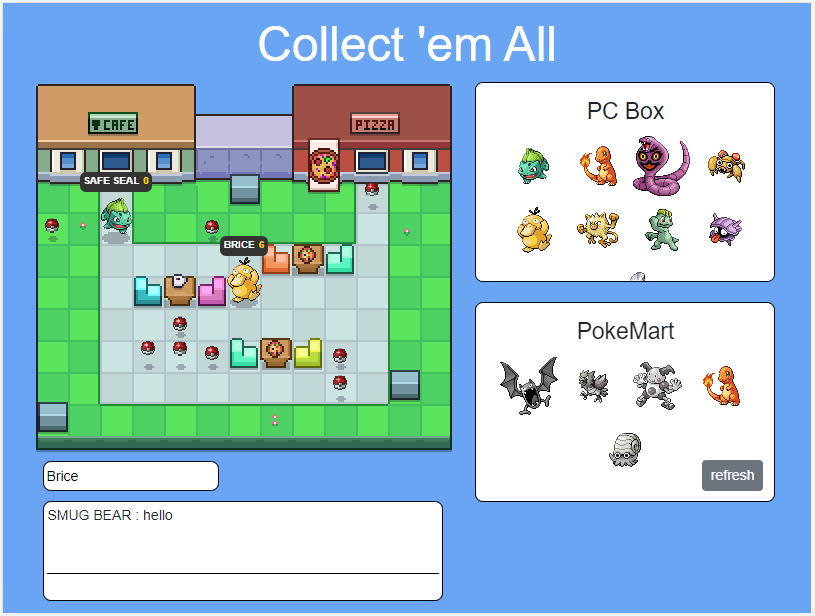 Collect 'em All
CAFE
PIZZA
SAFE SEAL 0
BRICE 6
PC Box
PokeMart
refresh
Brice
SMUG BEAR : hello